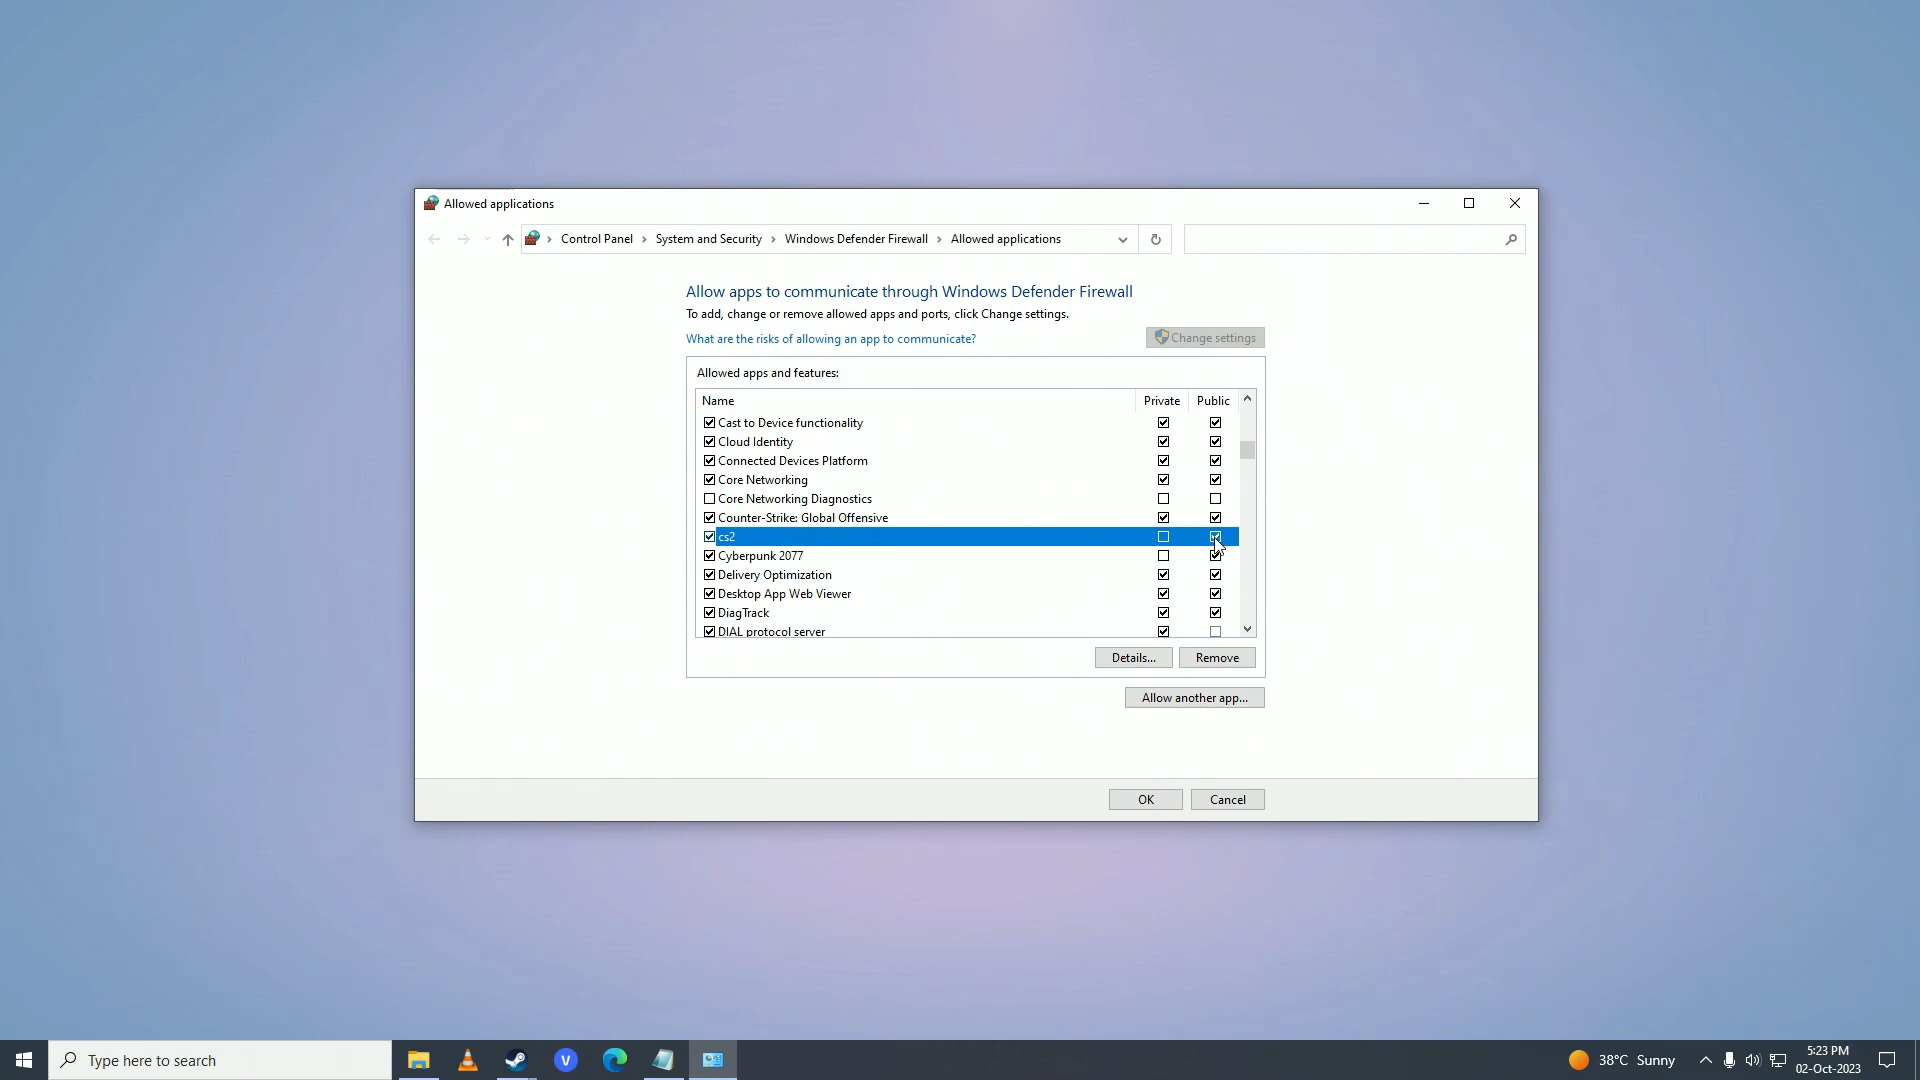 Allowed applications
Control Panel System and Security Windows Defender Firewall Allowed applications
Allow apps to communicate through Windows Defender Firewall
To add, change or remove allowed apps and ports, click Change settings.
What are the risks of allowing an app to communicate?
Change settings
Allowed apps and features:
Name Private Public
Cast to Device functionality
Cloud Identity
Connected Devices Platform
Core Networking
Core Networking Diagnostics
Counter-Strike: Global Offensive
cs2
Cyberpunk 2077
Delivery Optimization
Desktop App Web Viewer
DiagTrack
DIAL protocol server
Details... Remove
Allow another app...
OK Cancel
Type here to search
V
38°C Sunny
5:23 PM
02-Oct-2023